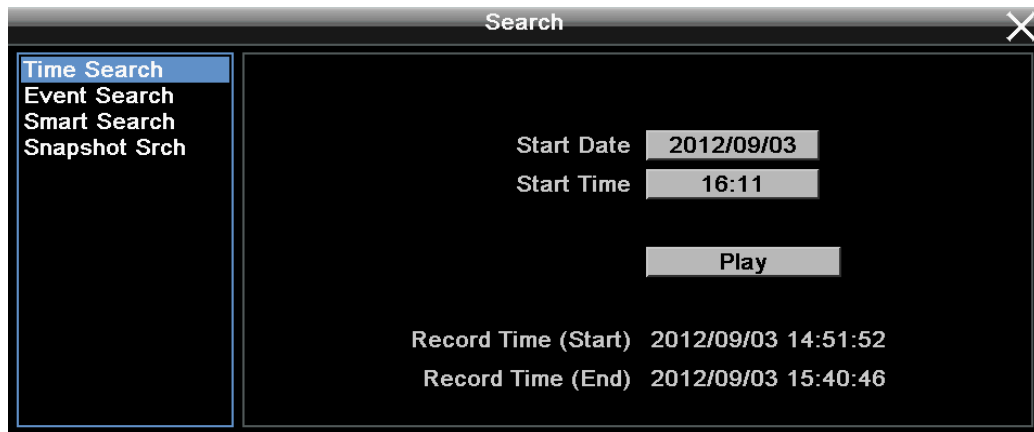 Search
Time Search
Event Search
Smart Search
Snapshot Srch
Start Date 2012/09/03
Start Time 16:11
Play
Record Time (Start) 2012/09/03 14:51:52
Record Time (End) 2012/09/03 15:40:46